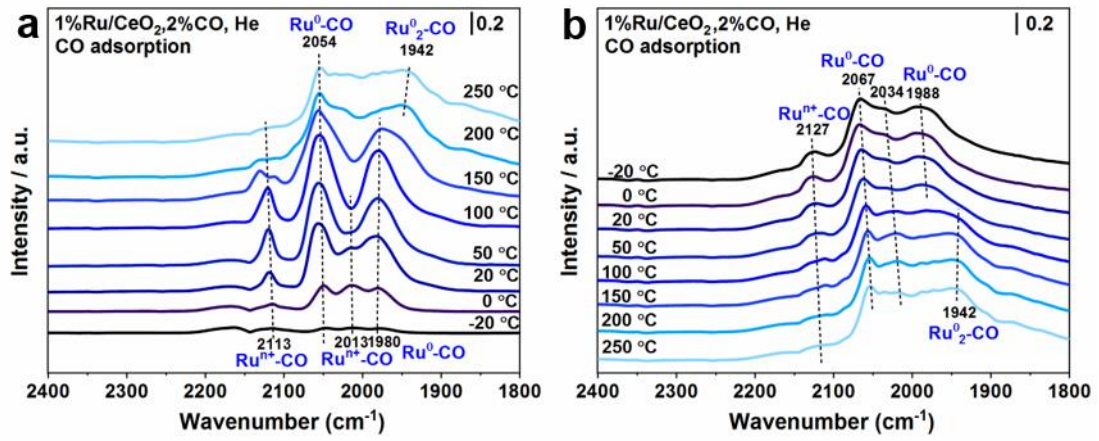 a
1%Ru/CeO₂,2%CO, He
CO adsorption
Ru⁰-CO
2054
Ru⁰₂-CO
1942
0.2
250 °C
200 °C
150 °C
100 °C
50 °C
20 °C
0 °C
-20 °C
2113
Ruⁿ⁺-CO
2013
Ruⁿ⁺-CO
1980
Ru⁰-CO
Intensity / a.u.
2400 2300 2200 2100 2000 1900 1800
Wavenumber (cm⁻¹)
b
1%Ru/CeO₂,2%CO, He
CO adsorption
0.2
Ru⁰-CO
2067
2034
Ru⁰-CO
1988
Ruⁿ⁺-CO
2127
-20 °C
0 °C
20 °C
50 °C
100 °C
150 °C
200 °C
250 °C
1942
Ru⁰₂-CO
Intensity / a.u.
2400 2300 2200 2100 2000 1900 1800
Wavenumber (cm⁻¹)